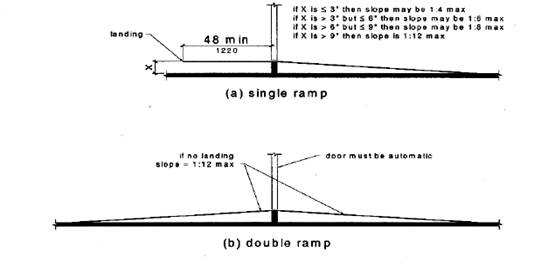 if X is ≤ 3" then slope may be 1:4 max
if X is > 3" but ≤ 6" then slope may be 1:6 max
if X is > 6" but ≤ 9" then slope may be 1:8 max
if X is > 9" then slope is 1:12 max
landing
48 min
1220
X
(a) single ramp
if no landing
slope = 1:12 max
door must be automatic
(b) double ramp